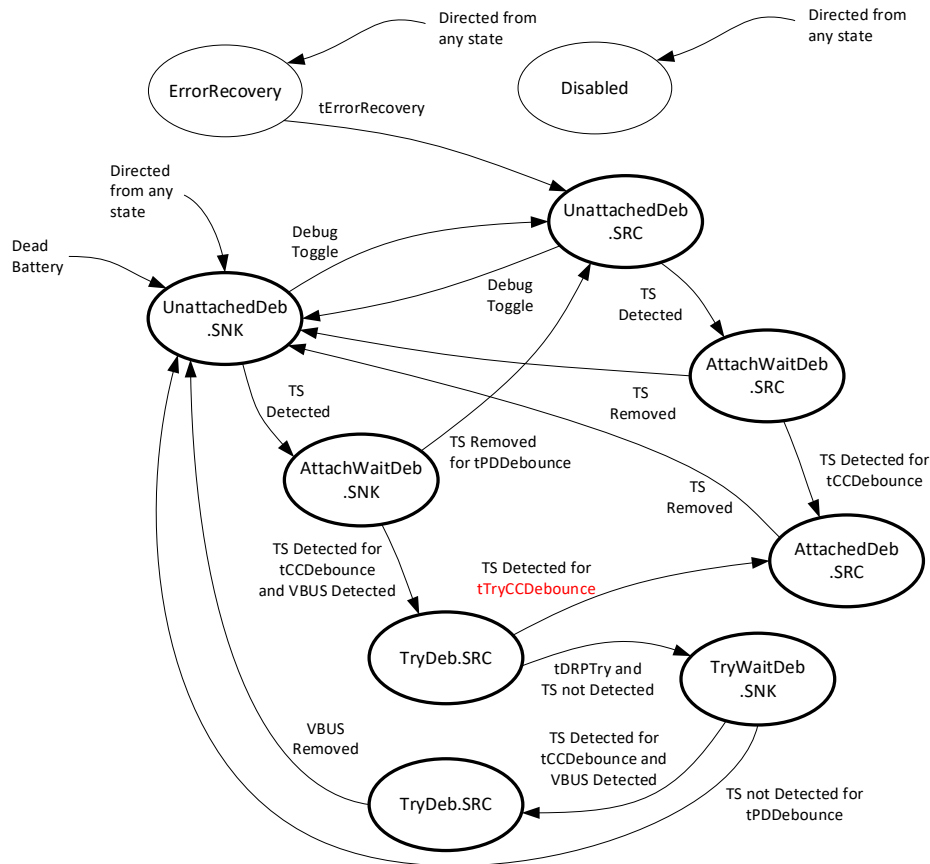 Directed from
any state
Directed from
any state
ErrorRecovery
Disabled
tErrorRecovery
Directed
from any
state
UnattachedDeb
.SRC
Debug
Toggle
Dead
Battery
Debug
Toggle
UnattachedDeb
.SNK
TS
Detected
AttachWaitDeb
.SRC
TS
Detected
TS
Removed
TS Removed
for tPDDebounce
AttachWaitDeb
.SNK
TS Detected for
tCCDebounce
TS
Removed
AttachedDeb
.SRC
TS Detected for
tCCDebounce
and VBUS Detected
TS Detected for
tTryCCDebounce
TryDeb.SRC
tDRPTry and
TS not Detected
TryWaitDeb
.SNK
VBUS
Removed
TS Detected for
tCCDebounce and
VBUS Detected
TryDeb.SRC
TS not Detected for
tPDDebounce